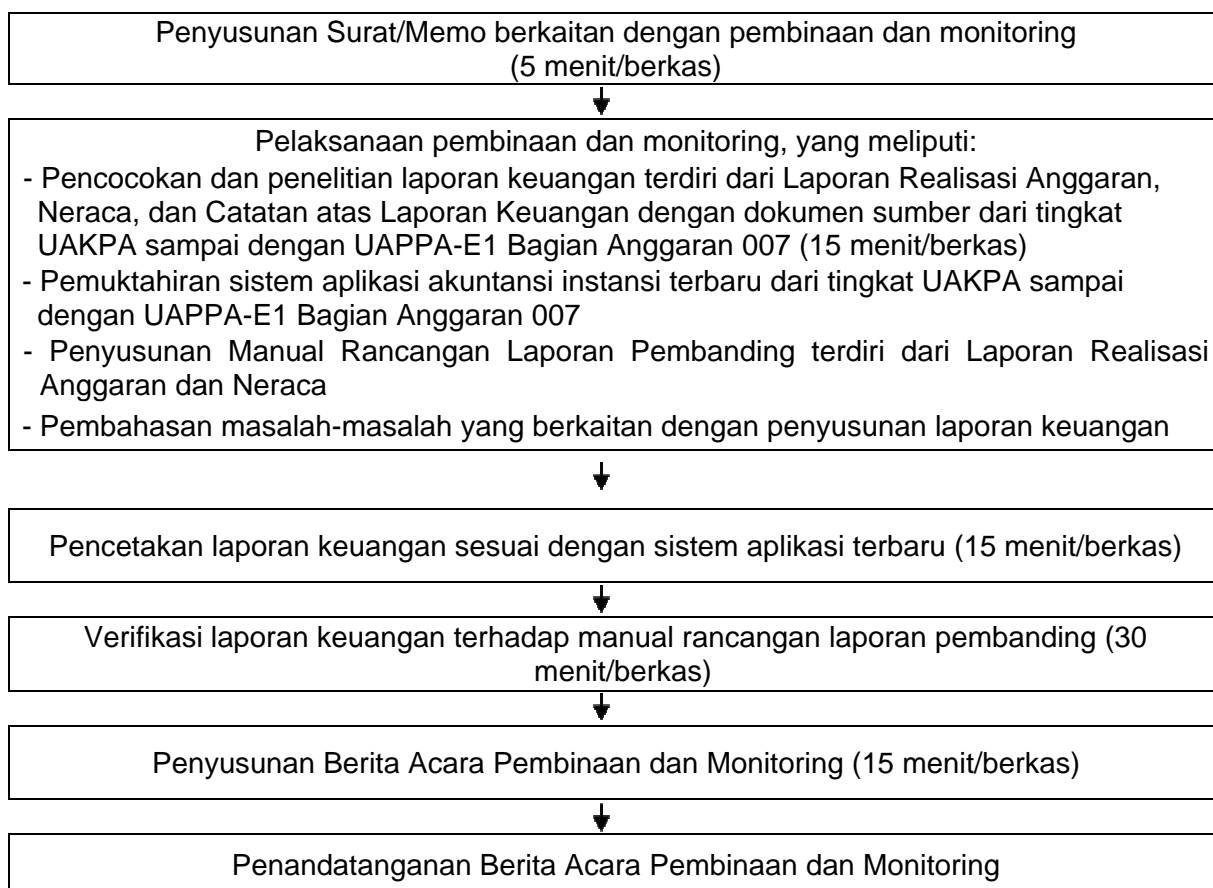 Penyusunan Surat/Memo berkaitan dengan pembinaan dan monitoring
(5 menit/berkas)
Pelaksanaan pembinaan dan monitoring, yang meliputi:
- Pencocokan dan penelitian laporan keuangan terdiri dari Laporan Realisasi Anggaran,
Neraca, dan Catatan atas Laporan Keuangan dengan dokumen sumber dari tingkat
UAKPA sampai dengan UAPPA-E1 Bagian Anggaran 007 (15 menit/berkas)
- Pemuktahiran sistem aplikasi akuntansi instansi terbaru dari tingkat UAKPA sampai
dengan UAPPA-E1 Bagian Anggaran 007
- Penyusunan Manual Rancangan Laporan Pembanding terdiri dari Laporan Realisasi
Anggaran dan Neraca
- Pembahasan masalah-masalah yang berkaitan dengan penyusunan laporan keuangan
Pencetakan laporan keuangan sesuai dengan sistem aplikasi terbaru (15 menit/berkas)
Verifikasi laporan keuangan terhadap manual rancangan laporan pembanding (30
menit/berkas)
Penyusunan Berita Acara Pembinaan dan Monitoring (15 menit/berkas)
Penandatanganan Berita Acara Pembinaan dan Monitoring